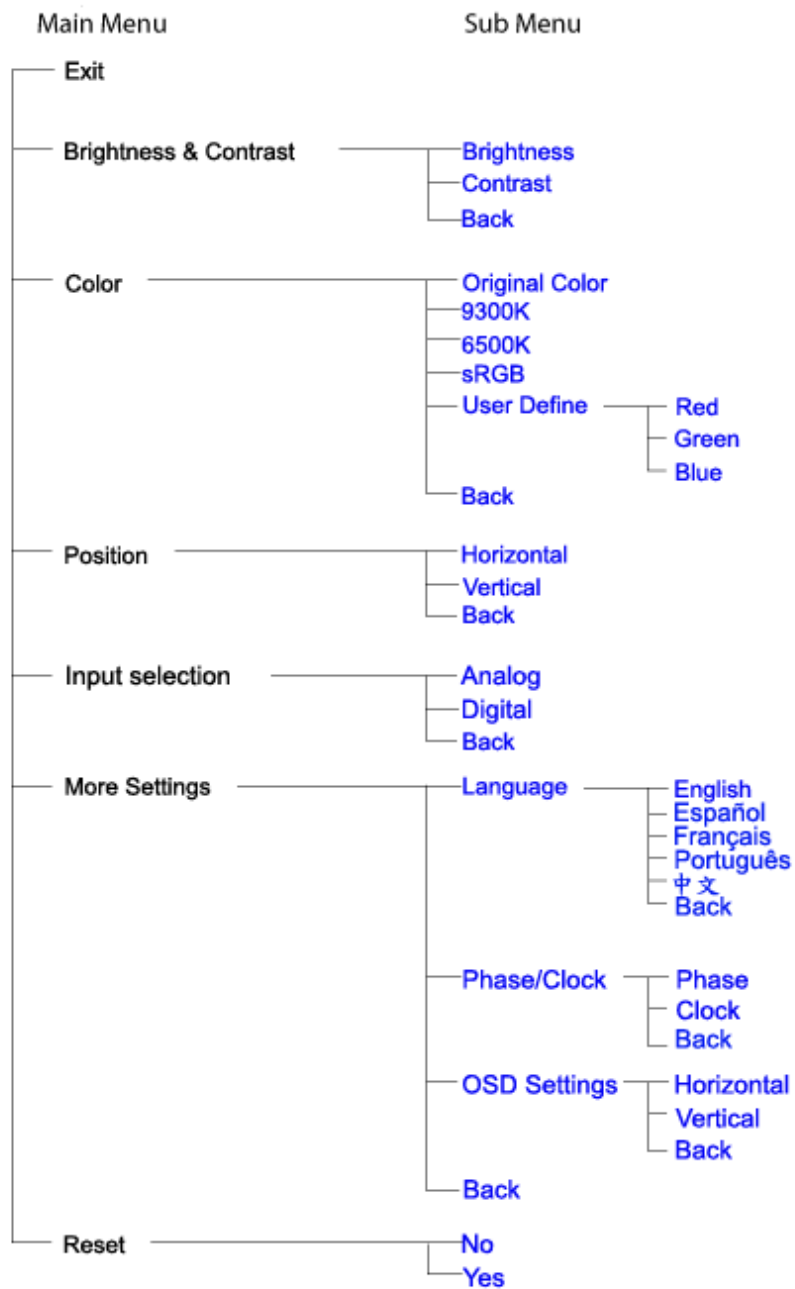 Main Menu Sub Menu
Exit
Brightness & Contrast Brightness
Contrast
Back
Color Original Color
9300K
6500K
sRGB
User Define Red
Green
Blue
Back
Position Horizontal
Vertical
Back
Input selection Analog
Digital
Back
More Settings Language English
Español
Français
Português
中文
Back
Phase/Clock Phase
Clock
Back
OSD Settings Horizontal
Vertical
Back
Back
Reset No
Yes